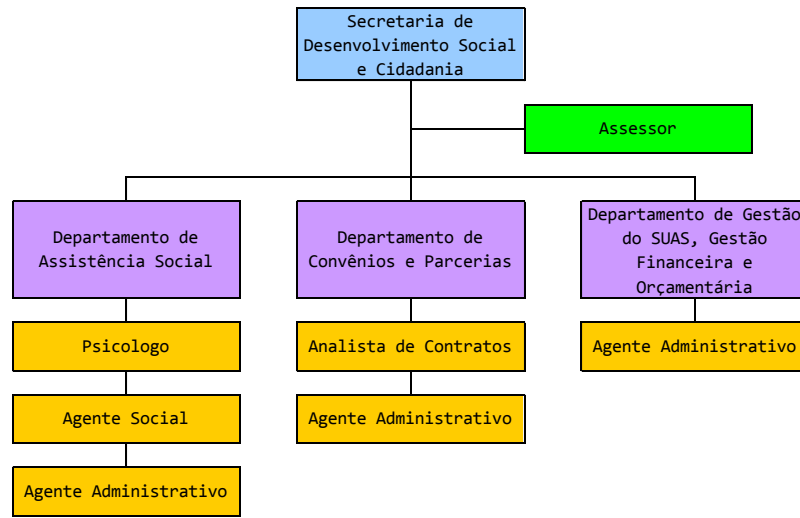 Secretaria de
Desenvolvimento Social
e Cidadania
Assessor
Departamento de
Assistência Social
Departamento de
Convênios e Parcerias
Departamento de Gestão
do SUAS, Gestão
Financeira e
Orçamentária
Psicologo
Analista de Contratos
Agente Administrativo
Agente Social
Agente Administrativo
Agente Administrativo